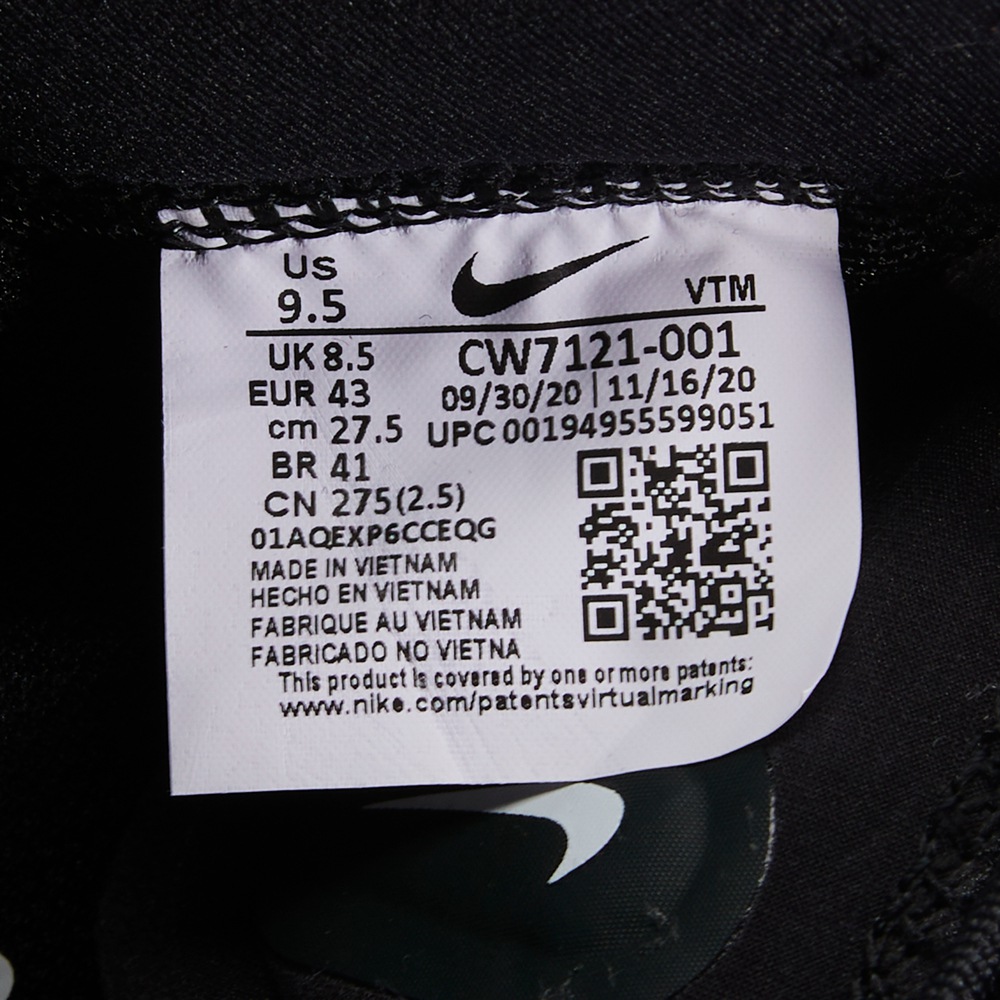 US
9.5
VTM
UK 8.5
CW7121-001
EUR 43
09/30/20 | 11/16/20
cm 27.5
UPC 00194955599051
BR 41
CN 275(2.5)
01AQEXP6CCEQG
MADE IN VIETNAM
HECHO EN VIETNAM
FABRIQUE AU VIETNAM
FABRICADO NO VIETNA
This product is covered by one or more patents:
www.nike.com/patentsvirtualmarking